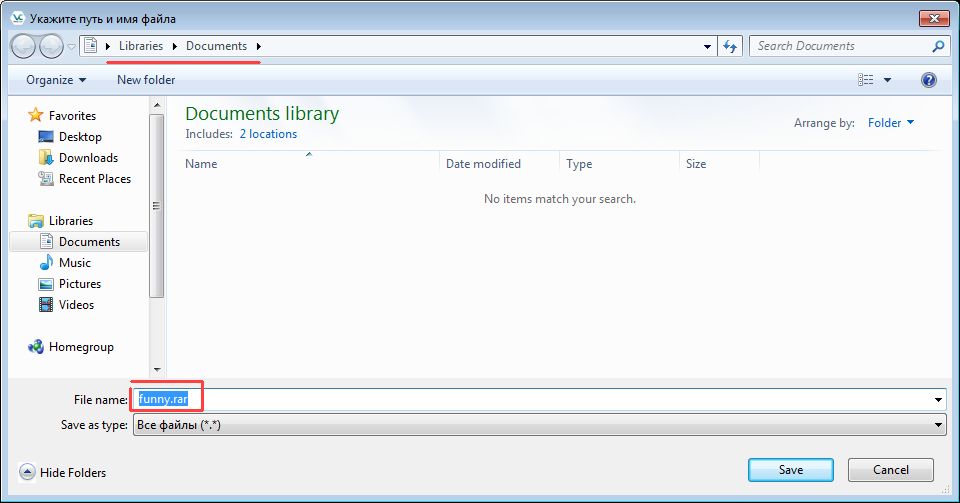 Укажите путь и имя файла
Libraries Documents
Search Documents
Organize New folder
Favorites
Desktop
Downloads
Recent Places
Libraries
Documents
Music
Pictures
Videos
Homegroup
Documents library
Includes: 2 locations
Arrange by: Folder
Name Date modified Type Size
No items match your search.
File name: funny.rar
Save as type: Все файлы (*.*)
Hide Folders
Save Cancel